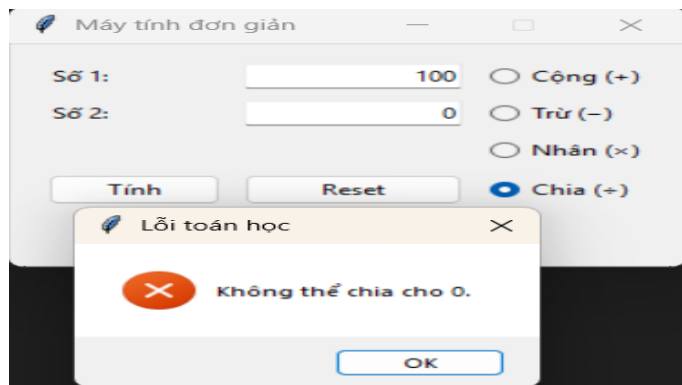 Máy tính đơn giản
Số 1: 100 Cộng (+)
Số 2: 0 Trừ (−)
Nhân (×)
Tính Reset Chia (÷)
Lỗi toán học
Không thể chia cho 0.
OK